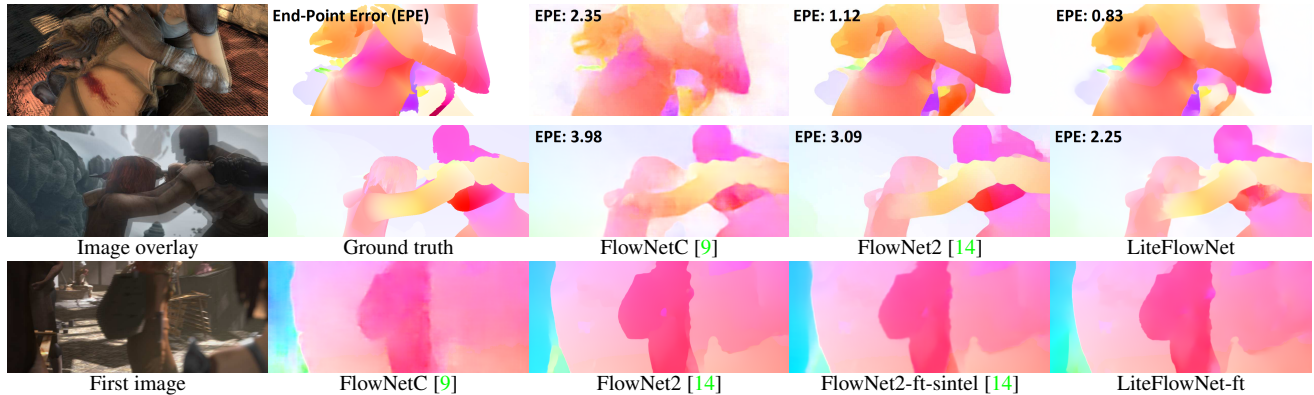 End-Point Error (EPE) EPE: 2.35 EPE: 1.12 EPE: 0.83
EPE: 3.98 EPE: 3.09 EPE: 2.25
Image overlay Ground truth FlowNetC [9] FlowNet2 [14] LiteFlowNet
First image FlowNetC [9] FlowNet2 [14] FlowNet2-ft-sintel [14] LiteFlowNet-ft